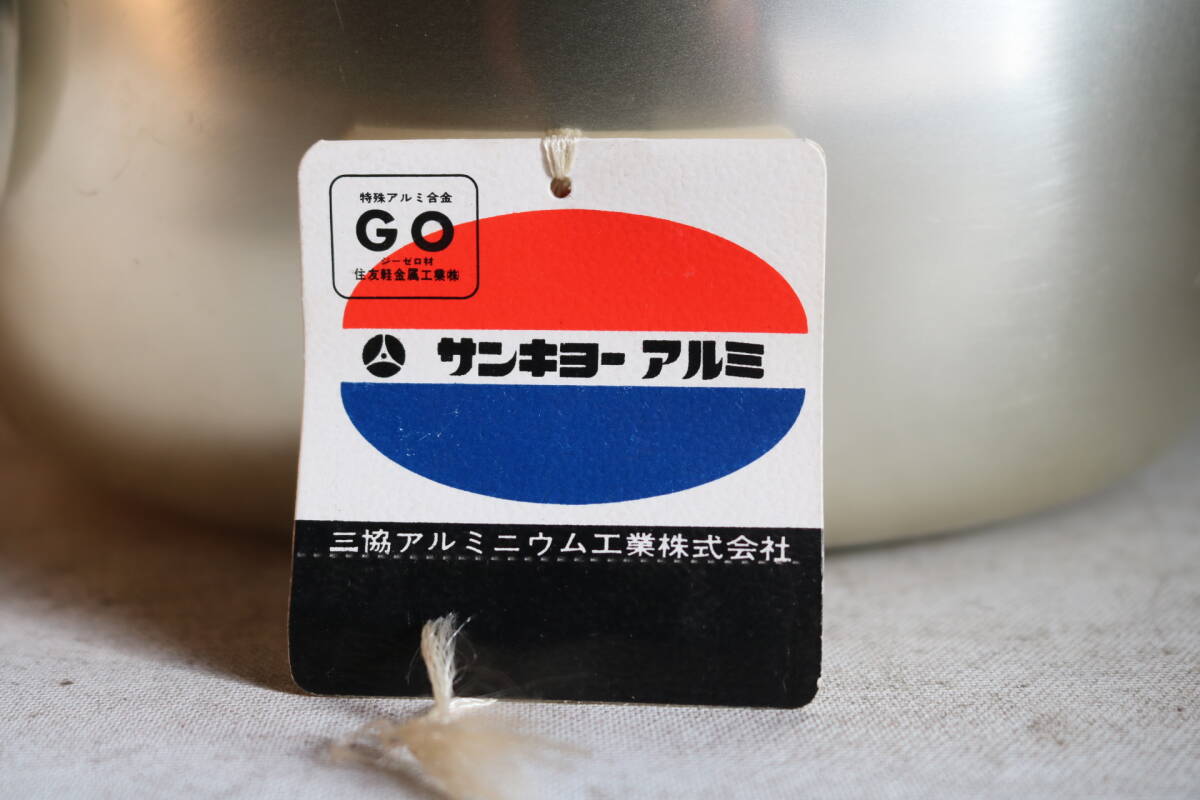 特殊アルミ合金
GO
ジーゼロ材
住友軽金属工業㈱
サンキヨー アルミ
三協アルミニウム工業株式会社